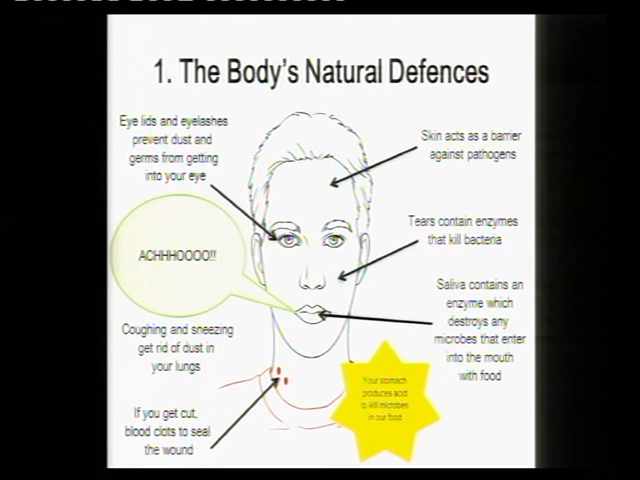 1. The Body's Natural Defences
Eye lids and eyelashes
prevent dust and
germs from getting
into your eye
Skin acts as a barrier
against pathogens
Tears contain enzymes
that kill bacteria
ACHHHOOOO!!
Saliva contains an
enzyme which
destroys any
microbes that enter
into the mouth
with food
Coughing and sneezing
get rid of dust in
your lungs
Your stomach
produces acid
to kill microbes
in our food
If you get cut,
blood clots to seal
the wound